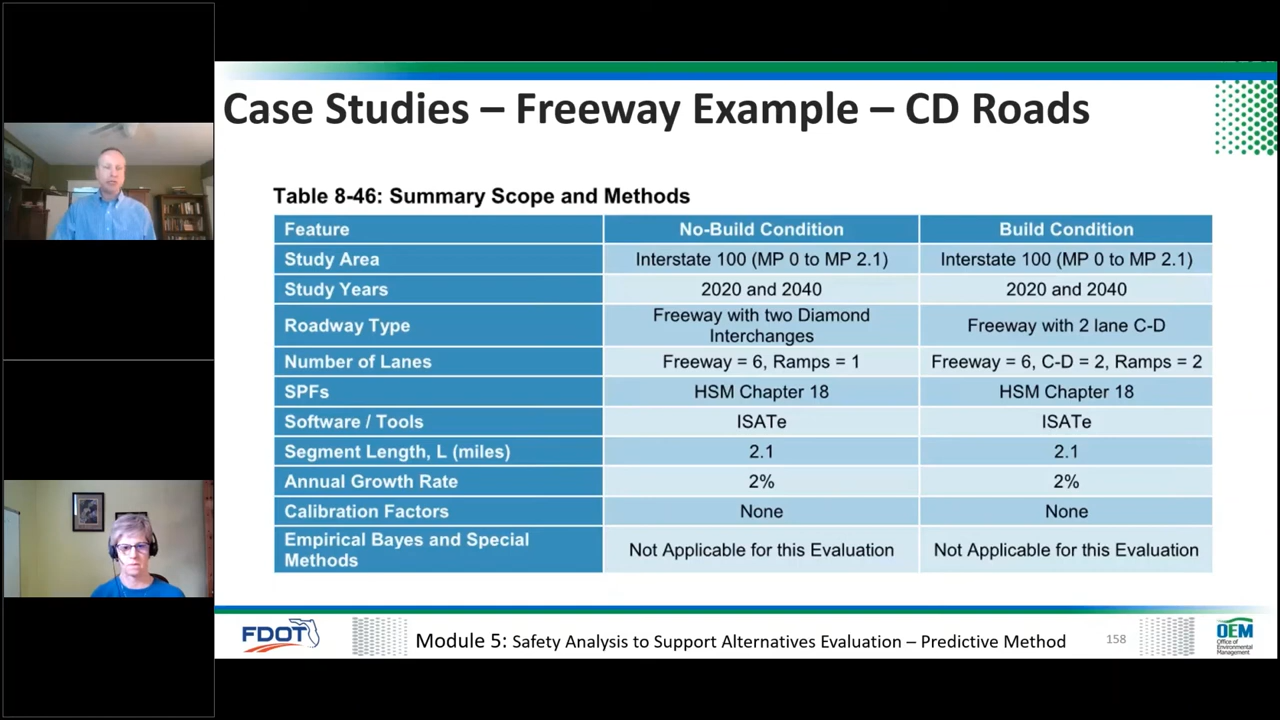 Case Studies – Freeway Example – CD Roads
Table 8-46: Summary Scope and Methods
Feature No-Build Condition Build Condition
Study Area Interstate 100 (MP 0 to MP 2.1) Interstate 100 (MP 0 to MP 2.1)
Study Years 2020 and 2040 2020 and 2040
Roadway Type Freeway with two Diamond Interchanges Freeway with 2 lane C-D
Number of Lanes Freeway = 6, Ramps = 1 Freeway = 6, C-D = 2, Ramps = 2
SPFs HSM Chapter 18 HSM Chapter 18
Software / Tools ISATe ISATe
Segment Length, L (miles) 2.1 2.1
Annual Growth Rate 2% 2%
Calibration Factors None None
Empirical Bayes and Special Methods Not Applicable for this Evaluation Not Applicable for this Evaluation
FDOT
Module 5: Safety Analysis to Support Alternatives Evaluation – Predictive Method
158
OEM
Office of
Environmental
Management